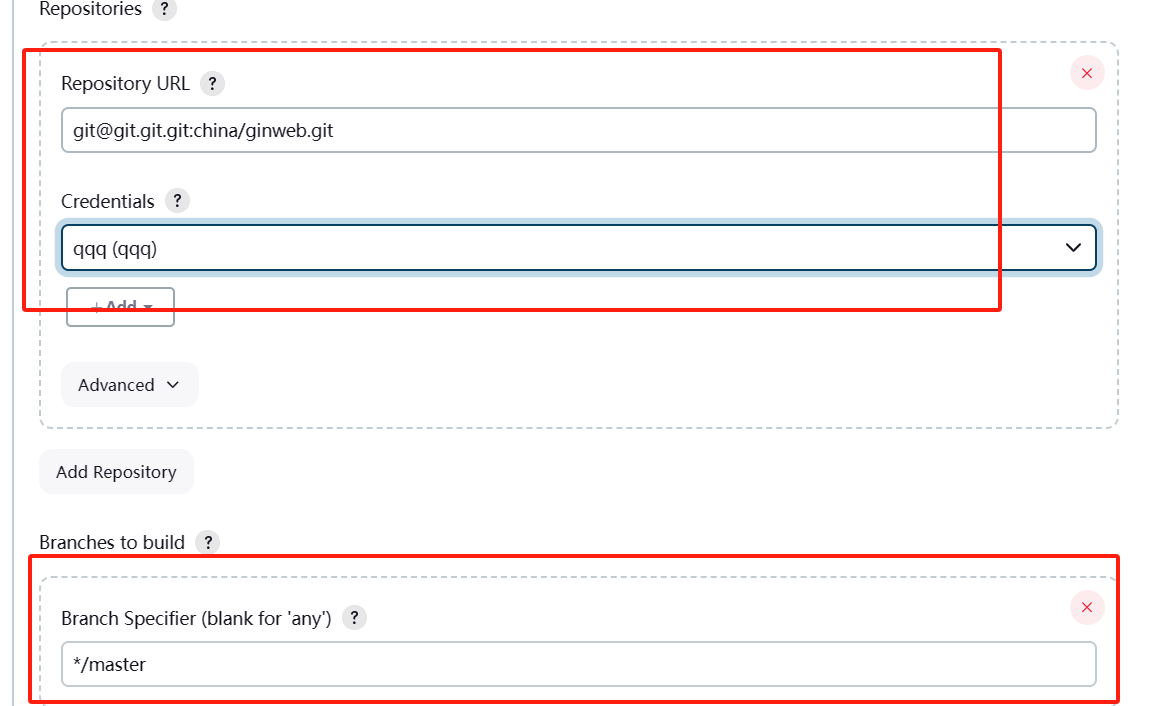 Repositories ?
Repository URL ?
git@git.git.git:china/ginweb.git
Credentials ?
qqq (qqq)
+ Add
Advanced
Add Repository
Branches to build ?
Branch Specifier (blank for 'any') ?
*/master